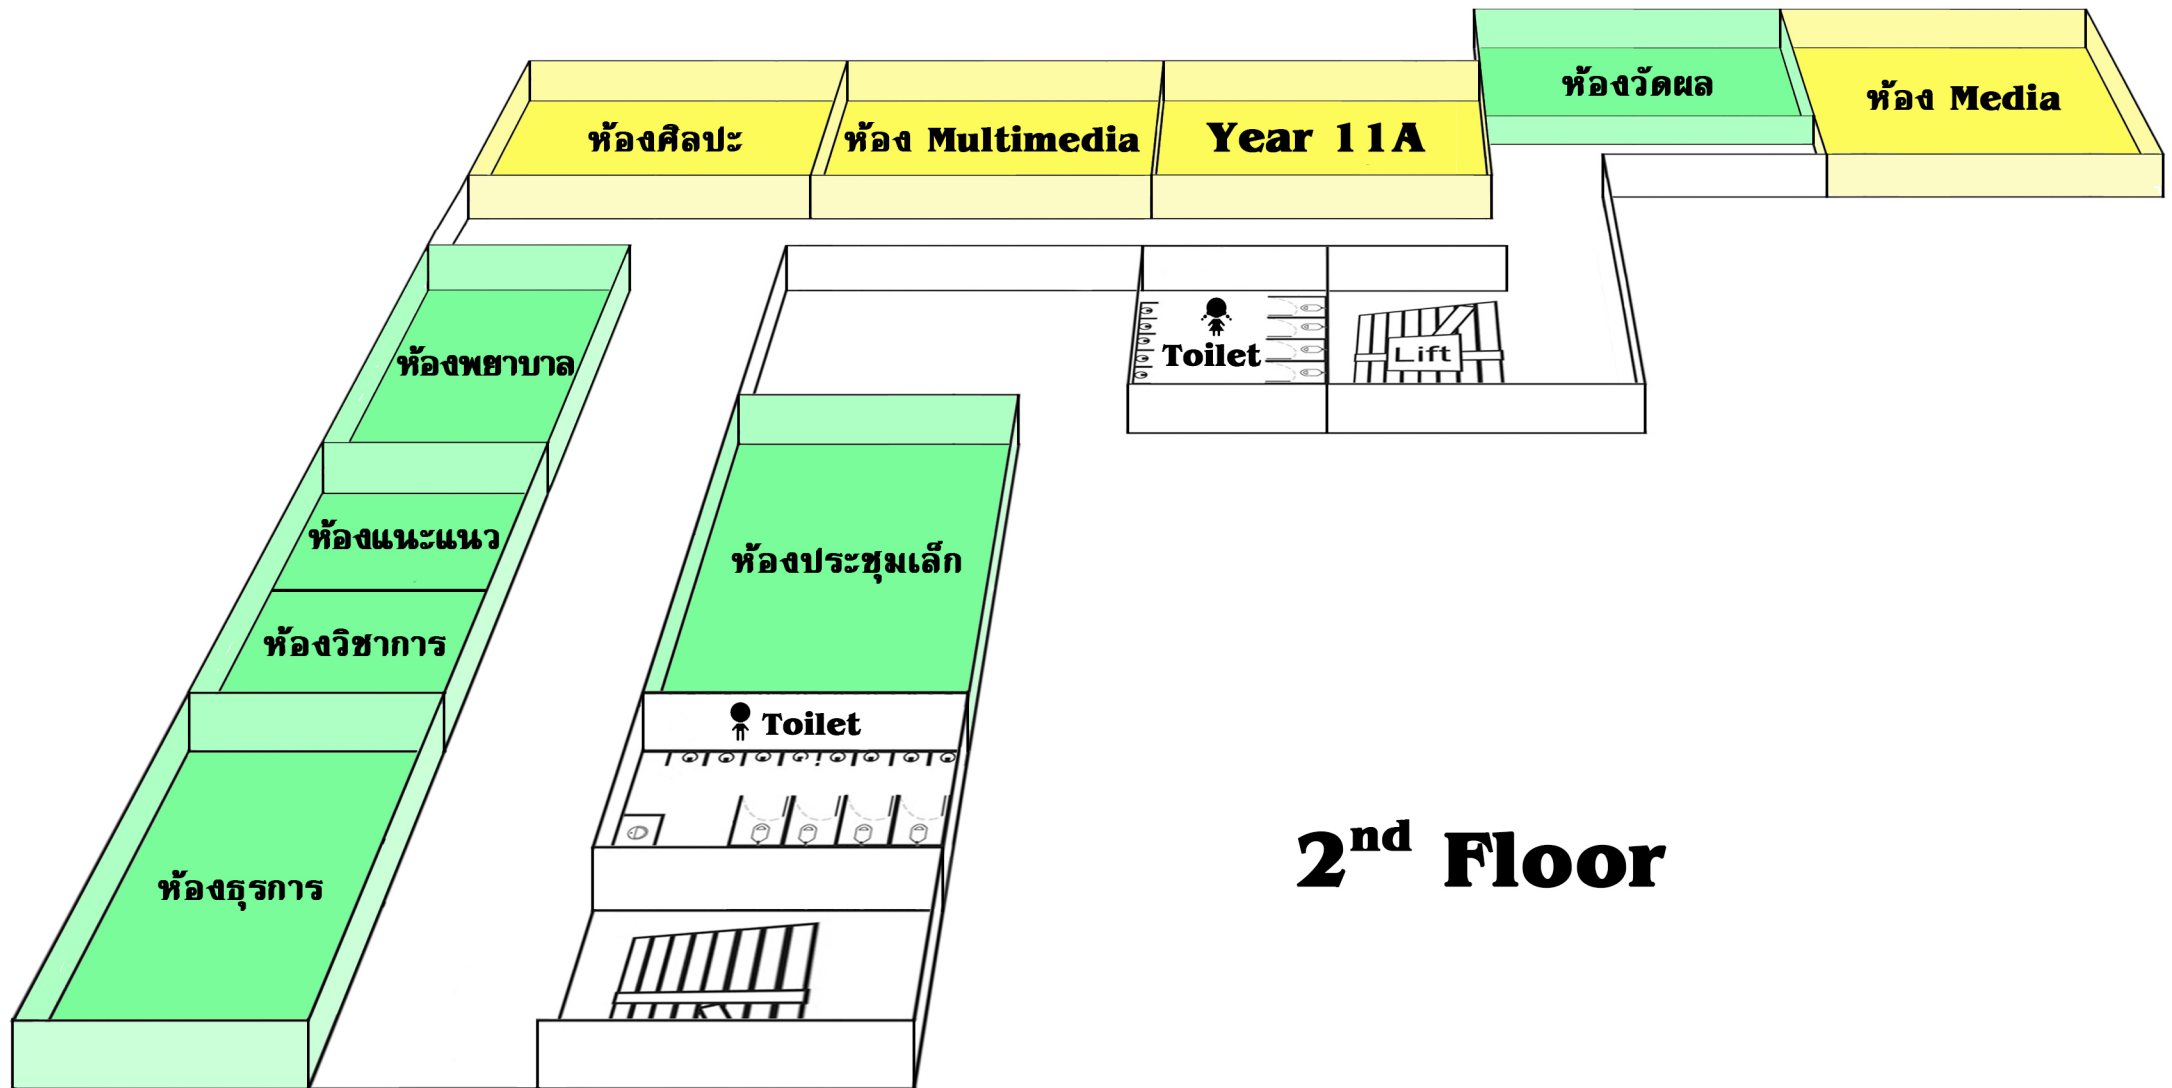 ห้องวัดผล
ห้อง Media
ห้องศิลปะ
ห้อง Multimedia
Year 11A
ห้องพยาบาล
Toilet
Lift
ห้องแนะแนว
ห้องประชุมเล็ก
ห้องวิชาการ
Toilet
ห้องธุรการ
2nd Floor